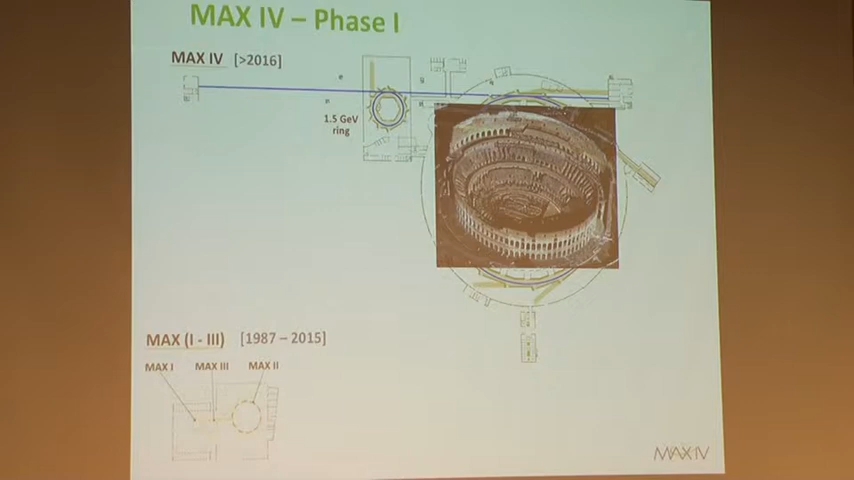 MAX IV – Phase I
MAX IV [>2016]
1.5 GeV
ring
MAX (I - III) [1987 – 2015]
MAX I MAX III MAX II
MAX IV